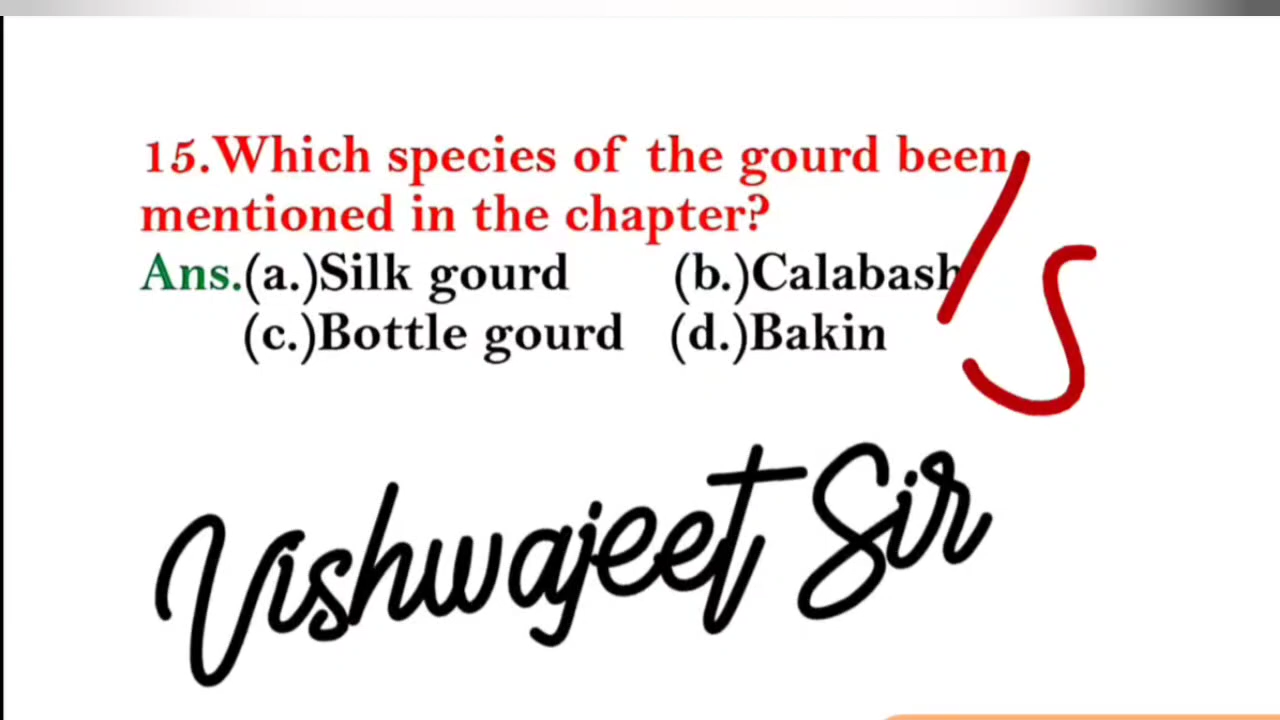 15.Which species of the gourd been
mentioned in the chapter?
Ans.(a.)Silk gourd (b.)Calabash
(c.)Bottle gourd (d.)Bakin
15
Vishwajeet Sir